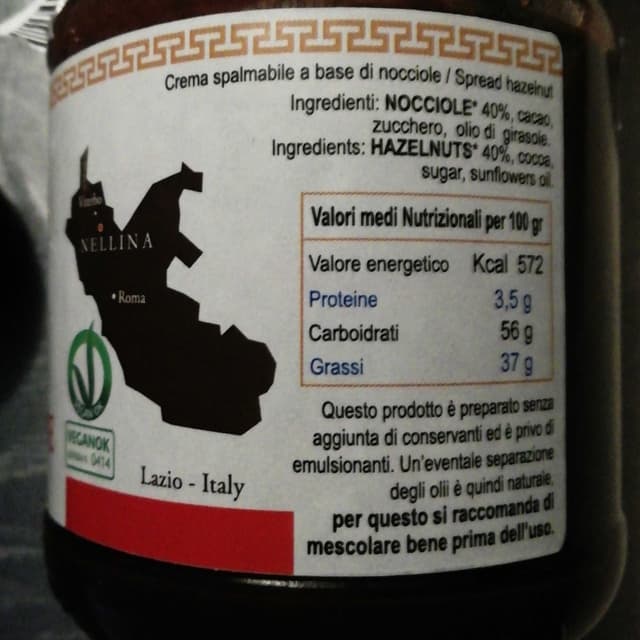 Crema spalmabile a base di nocciole / Spread hazelnut
Ingredienti: NOCCIOLE* 40%, cacao,
zucchero, olio di girasole.
Ingredients: HAZELNUTS* 40%, cocoa,
sugar, sunflowers oil.
Valori medi Nutrizionali per 100 gr
Valore energetico Kcal 572
Proteine 3,5 g
Carboidrati 56 g
Grassi 37 g
Questo prodotto è preparato senza
aggiunta di conservanti ed è privo di
emulsionanti. Un'eventale separazione
degli olii è quindi naturale,
per questo si raccomanda di
mescolare bene prima dell'uso.
Viterbo
NELLINA
Roma
VEGANOK
0414
Lazio - Italy